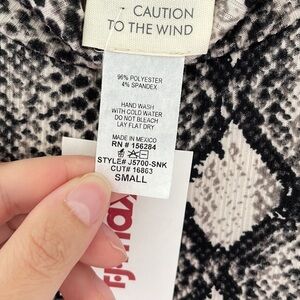 CAUTION
TO THE WIND
96% POLYESTER
4% SPANDEX
HAND WASH
WITH COLD WATER
DO NOT BLEACH
LAY FLAT DRY
MADE IN MEXICO
RN # 156284
STYLE# J5700-SNK
CUT# 16863
SMALL
T.J.maxx